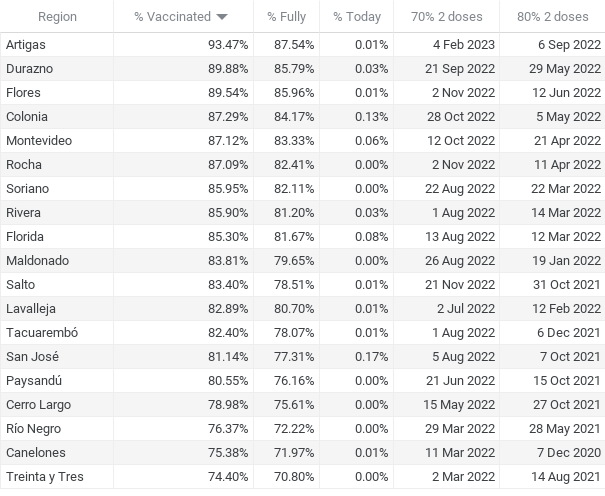 Region % Vaccinated % Fully % Today 70% 2 doses 80% 2 doses
Artigas 93.47% 87.54% 0.01% 4 Feb 2023 6 Sep 2022
Durazno 89.88% 85.79% 0.03% 21 Sep 2022 29 May 2022
Flores 89.54% 85.96% 0.01% 2 Nov 2022 12 Jun 2022
Colonia 87.29% 84.17% 0.13% 28 Oct 2022 5 May 2022
Montevideo 87.12% 83.33% 0.06% 12 Oct 2022 21 Apr 2022
Rocha 87.09% 82.41% 0.00% 2 Nov 2022 11 Apr 2022
Soriano 85.95% 82.11% 0.00% 22 Aug 2022 22 Mar 2022
Rivera 85.90% 81.20% 0.03% 1 Aug 2022 14 Mar 2022
Florida 85.30% 81.67% 0.08% 13 Aug 2022 12 Mar 2022
Maldonado 83.81% 79.65% 0.00% 26 Aug 2022 19 Jan 2022
Salto 83.40% 78.51% 0.01% 21 Nov 2022 31 Oct 2021
Lavalleja 82.89% 80.70% 0.01% 2 Jul 2022 12 Feb 2022
Tacuarembó 82.40% 78.07% 0.01% 1 Aug 2022 6 Dec 2021
San José 81.14% 77.31% 0.17% 5 Aug 2022 7 Oct 2021
Paysandú 80.55% 76.16% 0.00% 21 Jun 2022 15 Oct 2021
Cerro Largo 78.98% 75.61% 0.00% 15 May 2022 27 Oct 2021
Río Negro 76.37% 72.22% 0.00% 29 Mar 2022 28 May 2021
Canelones 75.38% 71.97% 0.01% 11 Mar 2022 7 Dec 2020
Treinta y Tres 74.40% 70.80% 0.00% 2 Mar 2022 14 Aug 2021